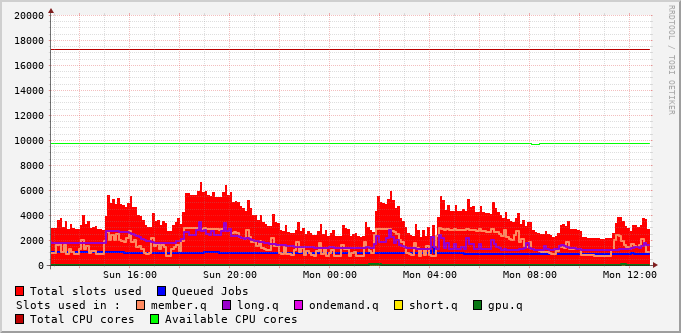 20000
18000
16000
14000
12000
10000
8000
6000
4000
2000
0
Sun 16:00 Sun 20:00 Mon 00:00 Mon 04:00 Mon 08:00 Mon 12:00
RRDTOOL / TOBI OETIKER
Total slots used Queued Jobs
Slots used in : member.q long.q ondemand.q short.q gpu.q
Total CPU cores Available CPU cores